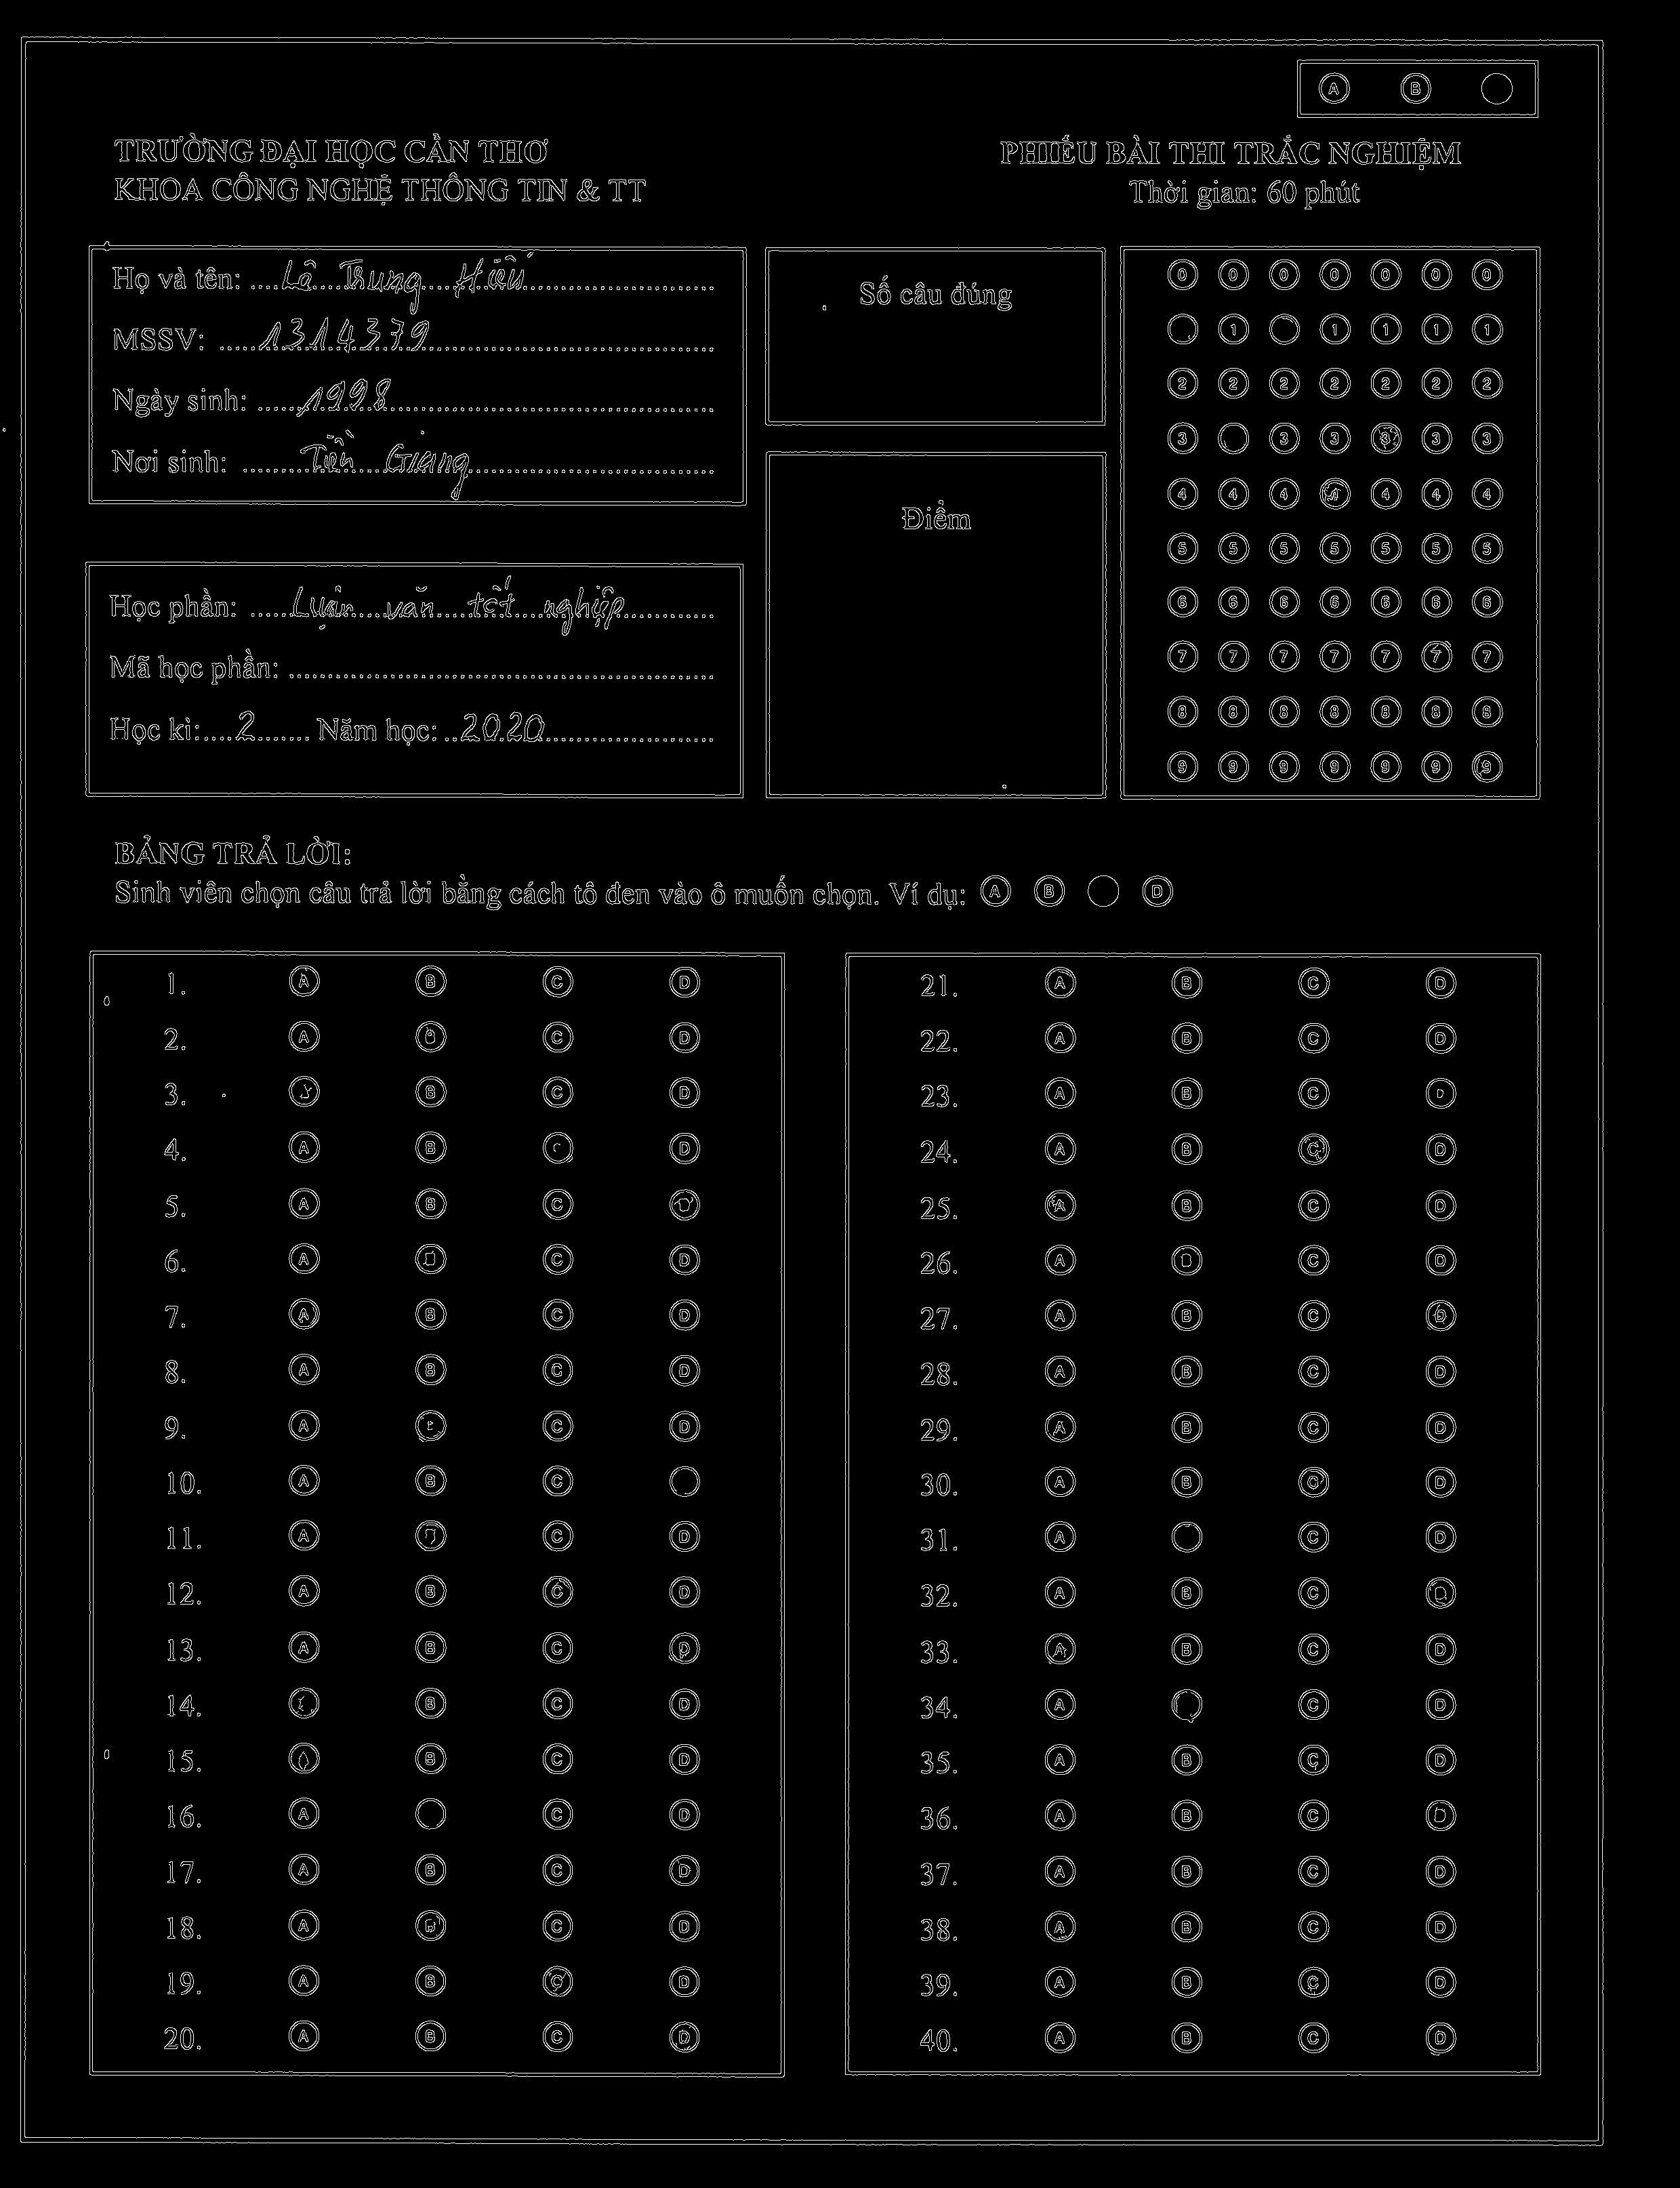 A B
TRƯỜNG ĐẠI HỌC CẦN THƠ
KHOA CÔNG NGHỆ THÔNG TIN & TT
PHIẾU BÀI THI TRẮC NGHIỆM
Thời gian: 60 phút
Họ và tên: Lê Trung Hiếu
MSSV: 1314379
Ngày sinh: 1998
Nơi sinh: Tiền Giang
Số câu đúng
Điểm
0 0 0 0 0 0 0
1 1 1 1 1
2 2 2 2 2 2 2
3 3 3 3 3 3
4 4 4 4 4 4 4
5 5 5 5 5 5 5
6 6 6 6 6 6 6
7 7 7 7 7 7 7
8 8 8 8 8 8 8
9 9 9 9 9 9 9
Học phần: Luận văn tốt nghiệp
Mã học phần:
Học kì: 2 Năm học: 2020
BẢNG TRẢ LỜI:
Sinh viên chọn câu trả lời bằng cách tô đen vào ô muốn chọn. Ví dụ: A B D
1. A B C D
2. A B C D
3. B C D
4. A B C D
5. A B C
6. A C D
7. A B C D
8. A B C D
9. A C D
10. A B C
11. A C D
12. A B C D
13. A B C D
14. B C D
15. B C D
16. A C D
17. A B C D
18. A C D
19. A B C D
20. A B C D
21. A B C D
22. A B C D
23. A B C D
24. A B C D
25. A B C D
26. A C D
27. A B C D
28. A B C D
29. A B C D
30. A B C D
31. A C D
32. A B C
33. A B C D
34. A C D
35. A B C D
36. A B C D
37. A B C D
38. A B C D
39. A B C D
40. A B C D